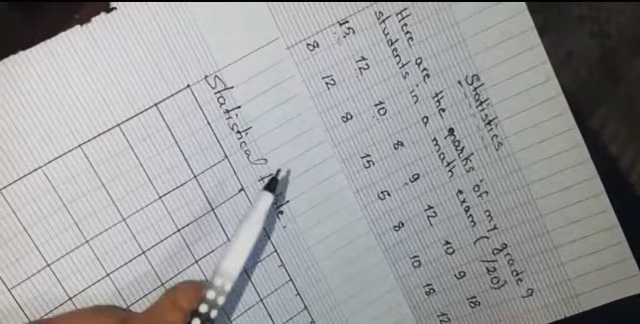 Statistics
Here are the marks of my grade 9
students in a math exam (/20)
15 12 10 8 9 12 10 9 18
8 12 8 15 5 8 10 18 12
Statistical